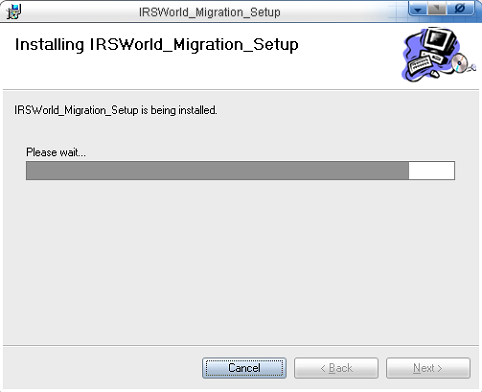 IRSWorld_Migration_Setup
Installing IRSWorld_Migration_Setup
IRSWorld_Migration_Setup is being installed.
Please wait...
Cancel
< Back
Next >